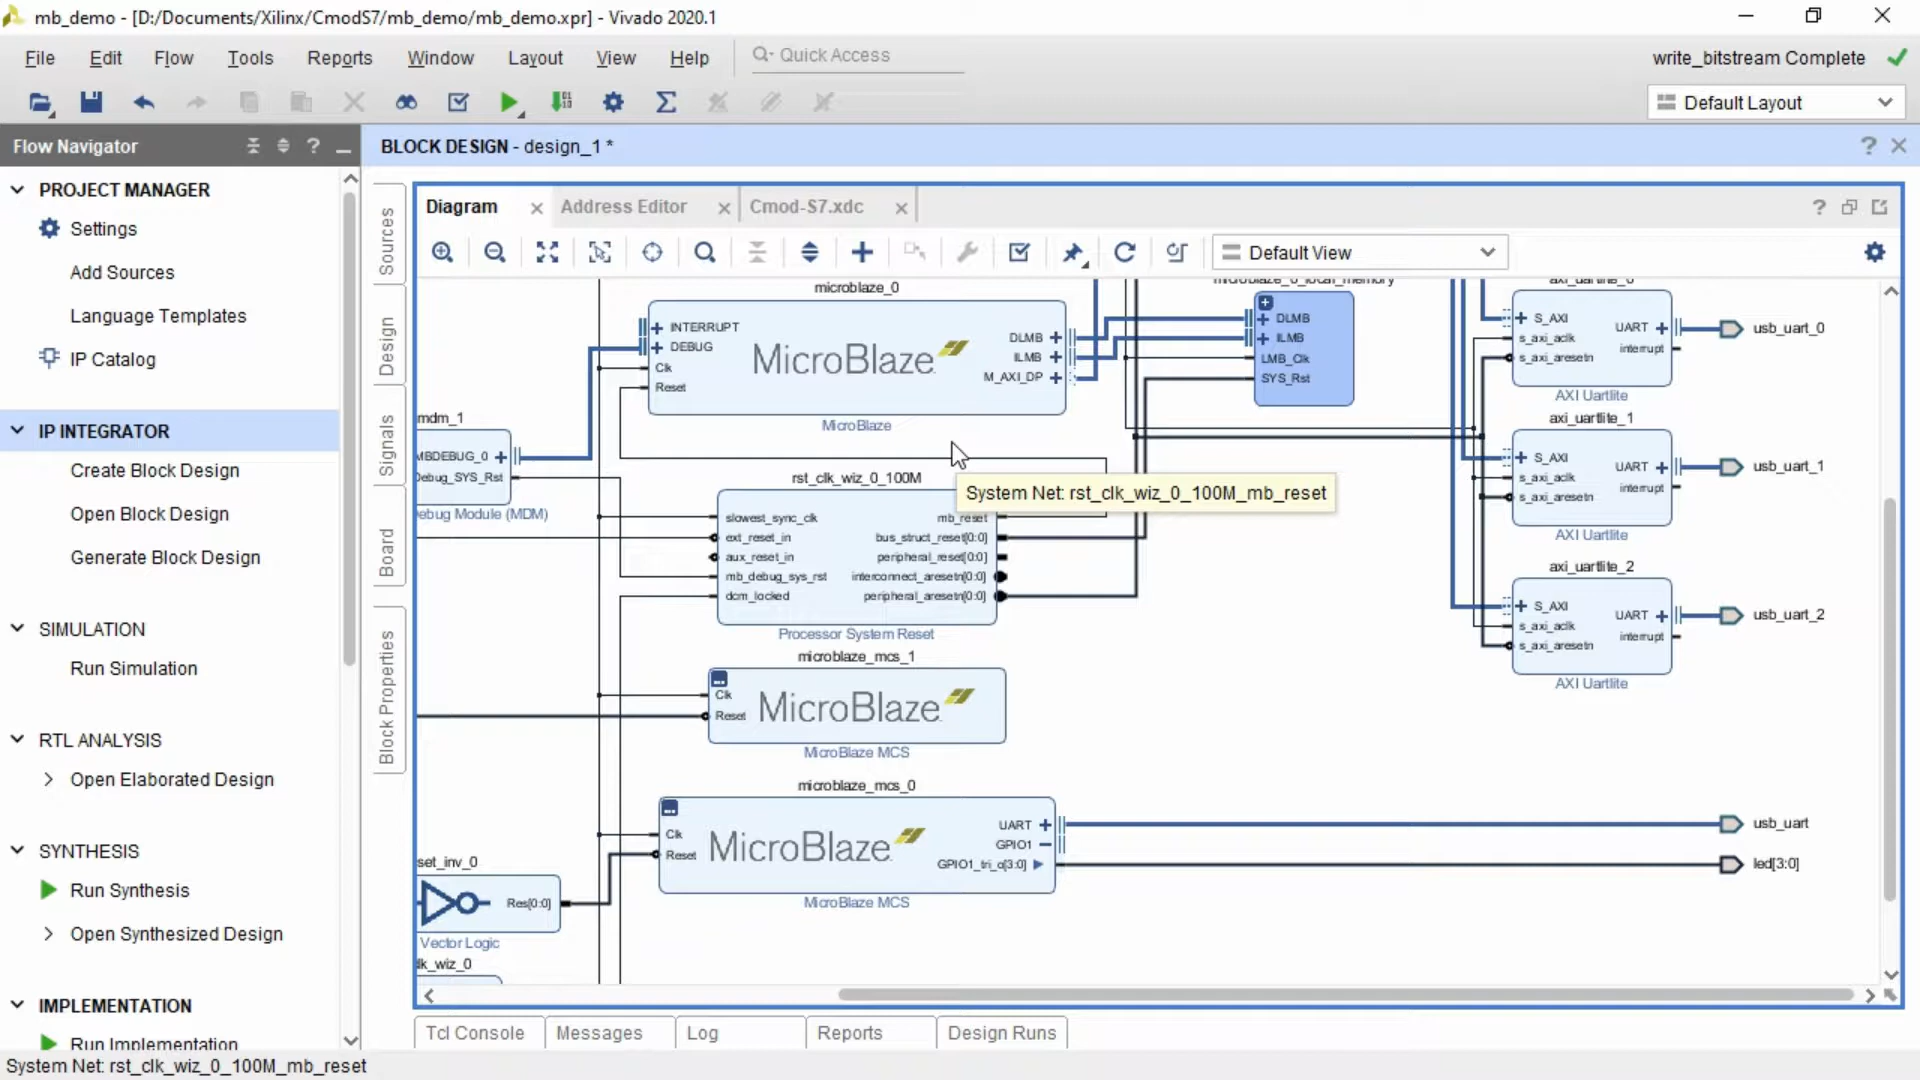 mb_demo - [D:/Documents/Xilinx/CmodS7/mb_demo/mb_demo.xpr] - Vivado 2020.1
File Edit Flow Tools Reports Window Layout View Help Quick Access
write_bitstream Complete
Default Layout
Flow Navigator
BLOCK DESIGN - design_1 *
PROJECT MANAGER
Settings
Add Sources
Language Templates
IP Catalog
IP INTEGRATOR
Create Block Design
Open Block Design
Generate Block Design
SIMULATION
Run Simulation
RTL ANALYSIS
Open Elaborated Design
SYNTHESIS
Run Synthesis
Open Synthesized Design
IMPLEMENTATION
Run Implementation
Sources
Design
Signals
Board
Block Properties
Diagram Address Editor Cmod-S7.xdc
Default View
microblaze_0
INTERRUPT
DEBUG
Clk
Reset
MicroBlaze
DLMB
ILMB
M_AXI_DP
MicroBlaze
microblaze_0_local_memory
DLMB
ILMB
LMB_Clk
SYS_Rst
axi_uartlite_0
S_AXI
s_axi_aclk
s_axi_aresetn
UART
interrupt
AXI Uartlite
usb_uart_0
axi_uartlite_1
S_AXI
s_axi_aclk
s_axi_aresetn
UART
interrupt
AXI Uartlite
usb_uart_1
axi_uartlite_2
S_AXI
s_axi_aclk
s_axi_aresetn
UART
interrupt
AXI Uartlite
usb_uart_2
mdm_1
MBDEBUG_0
Debug_SYS_Rst
ebug Module (MDM)
rst_clk_wiz_0_100M
System Net: rst_clk_wiz_0_100M_mb_reset
slowest_sync_clk
ext_reset_in
aux_reset_in
mb_debug_sys_rst
dcm_locked
mb_reset
bus_struct_reset[0:0]
peripheral_reset[0:0]
interconnect_aresetn[0:0]
peripheral_aresetn[0:0]
Processor System Reset
microblaze_mcs_1
Clk
Reset
MicroBlaze
MicroBlaze MCS
microblaze_mcs_0
Clk
Reset
MicroBlaze
UART
GPIO1
GPIO1_tri_o[3:0]
MicroBlaze MCS
usb_uart
led[3:0]
set_inv_0
Res[0:0]
Vector Logic
lk_wiz_0
Tcl Console Messages Log Reports Design Runs
System Net: rst_clk_wiz_0_100M_mb_reset